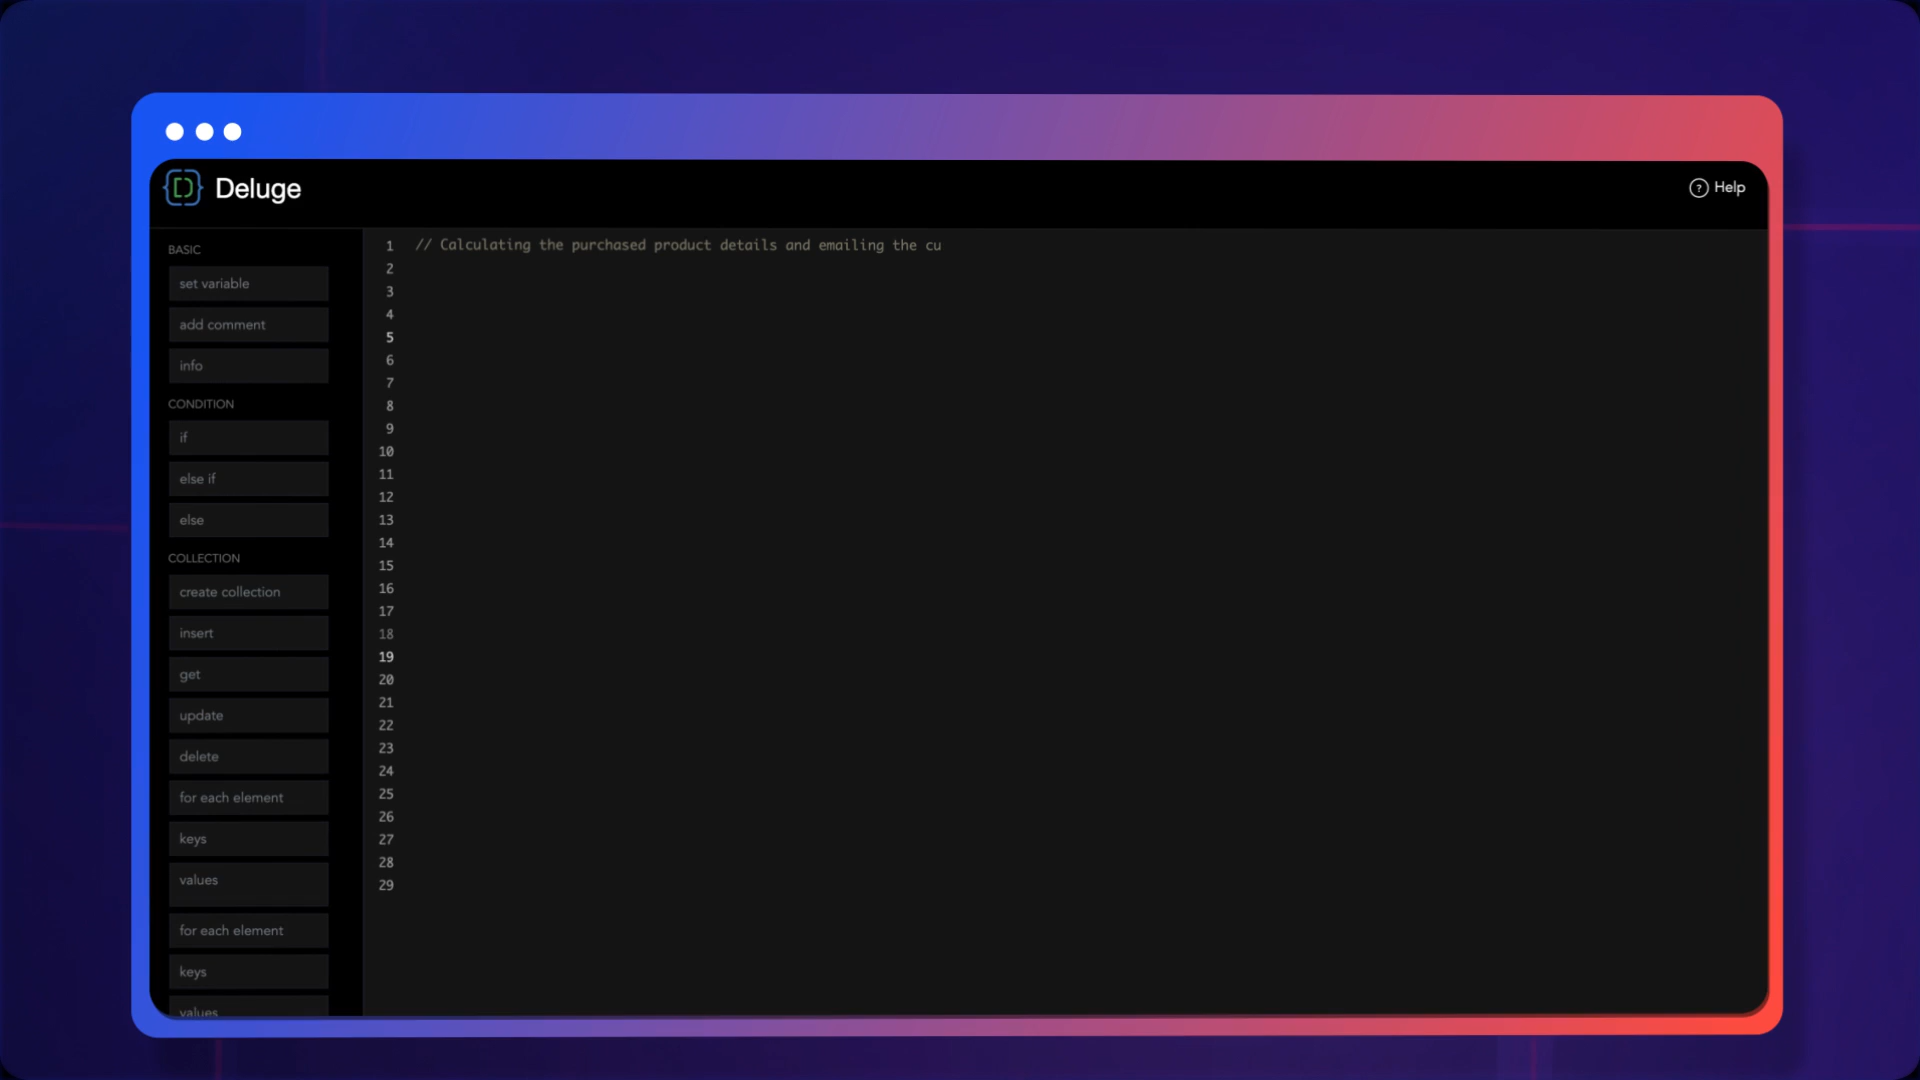 Deluge
? Help
BASIC
set variable
add comment
info
CONDITION
if
else if
else
COLLECTION
create collection
insert
get
update
delete
for each element
keys
values
for each element
keys
values
1 // Calculating the purchased product details and emailing the cu
2
3
4
5
6
7
8
9
10
11
12
13
14
15
16
17
18
19
20
21
22
23
24
25
26
27
28
29